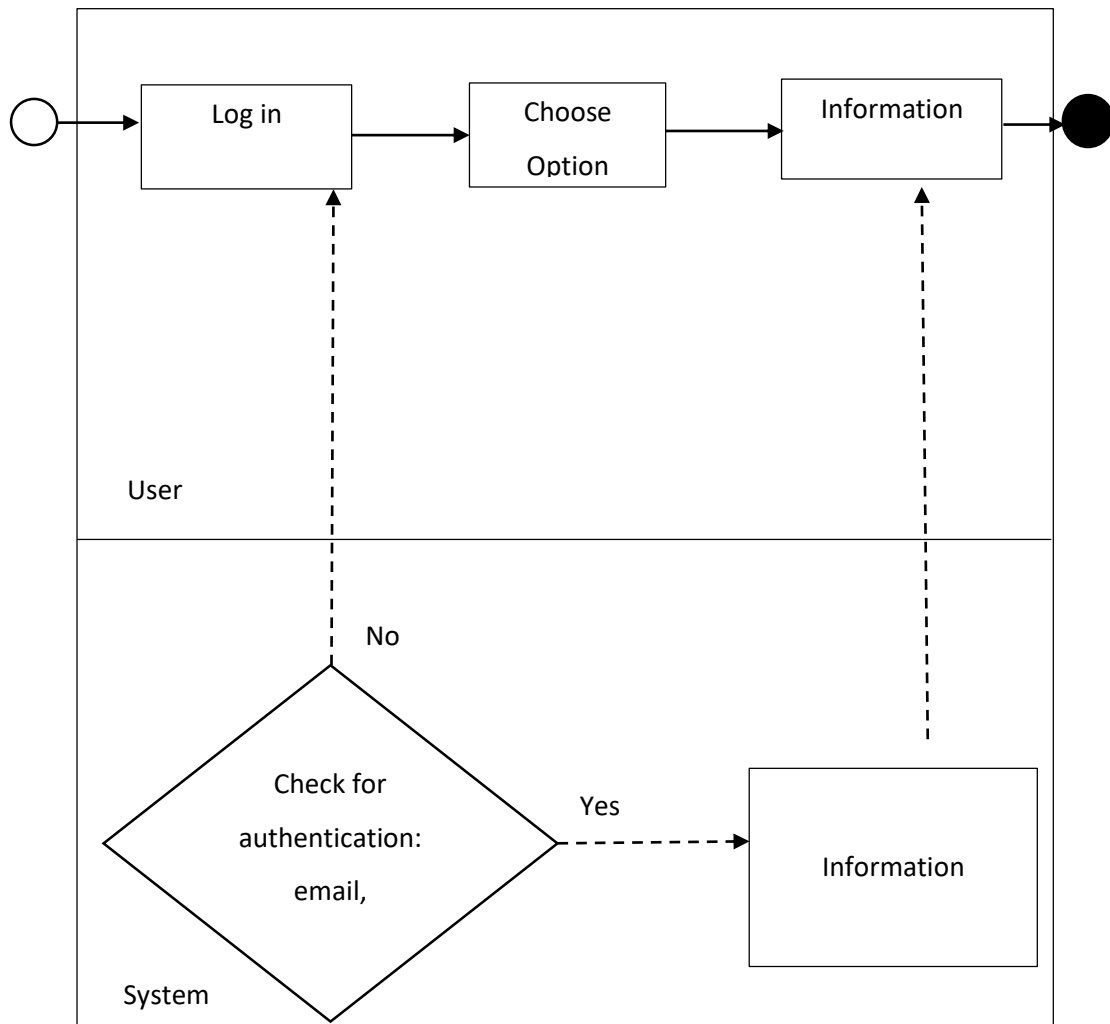 Log in
Choose
Option
Information
User
No
Check for
authentication:
email,
Yes
Information
System